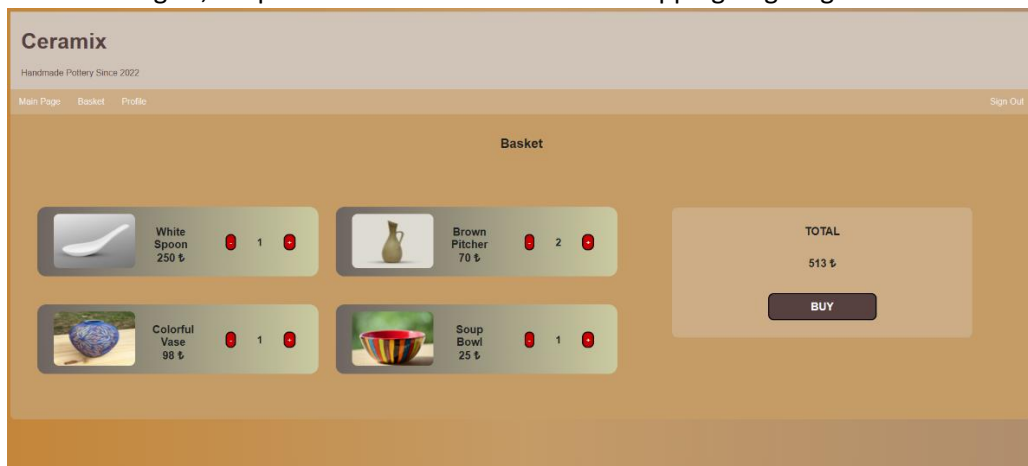 Ceramix
Handmade Pottery Since 2022
Main Page Basket Profile Sign Out
Basket
White
Spoon
250 ₺
- 1 +
Brown
Pitcher
70 ₺
- 2 +
TOTAL
513 ₺
BUY
Colorful
Vase
98 ₺
- 1 +
Soup
Bowl
25 ₺
- 1 +